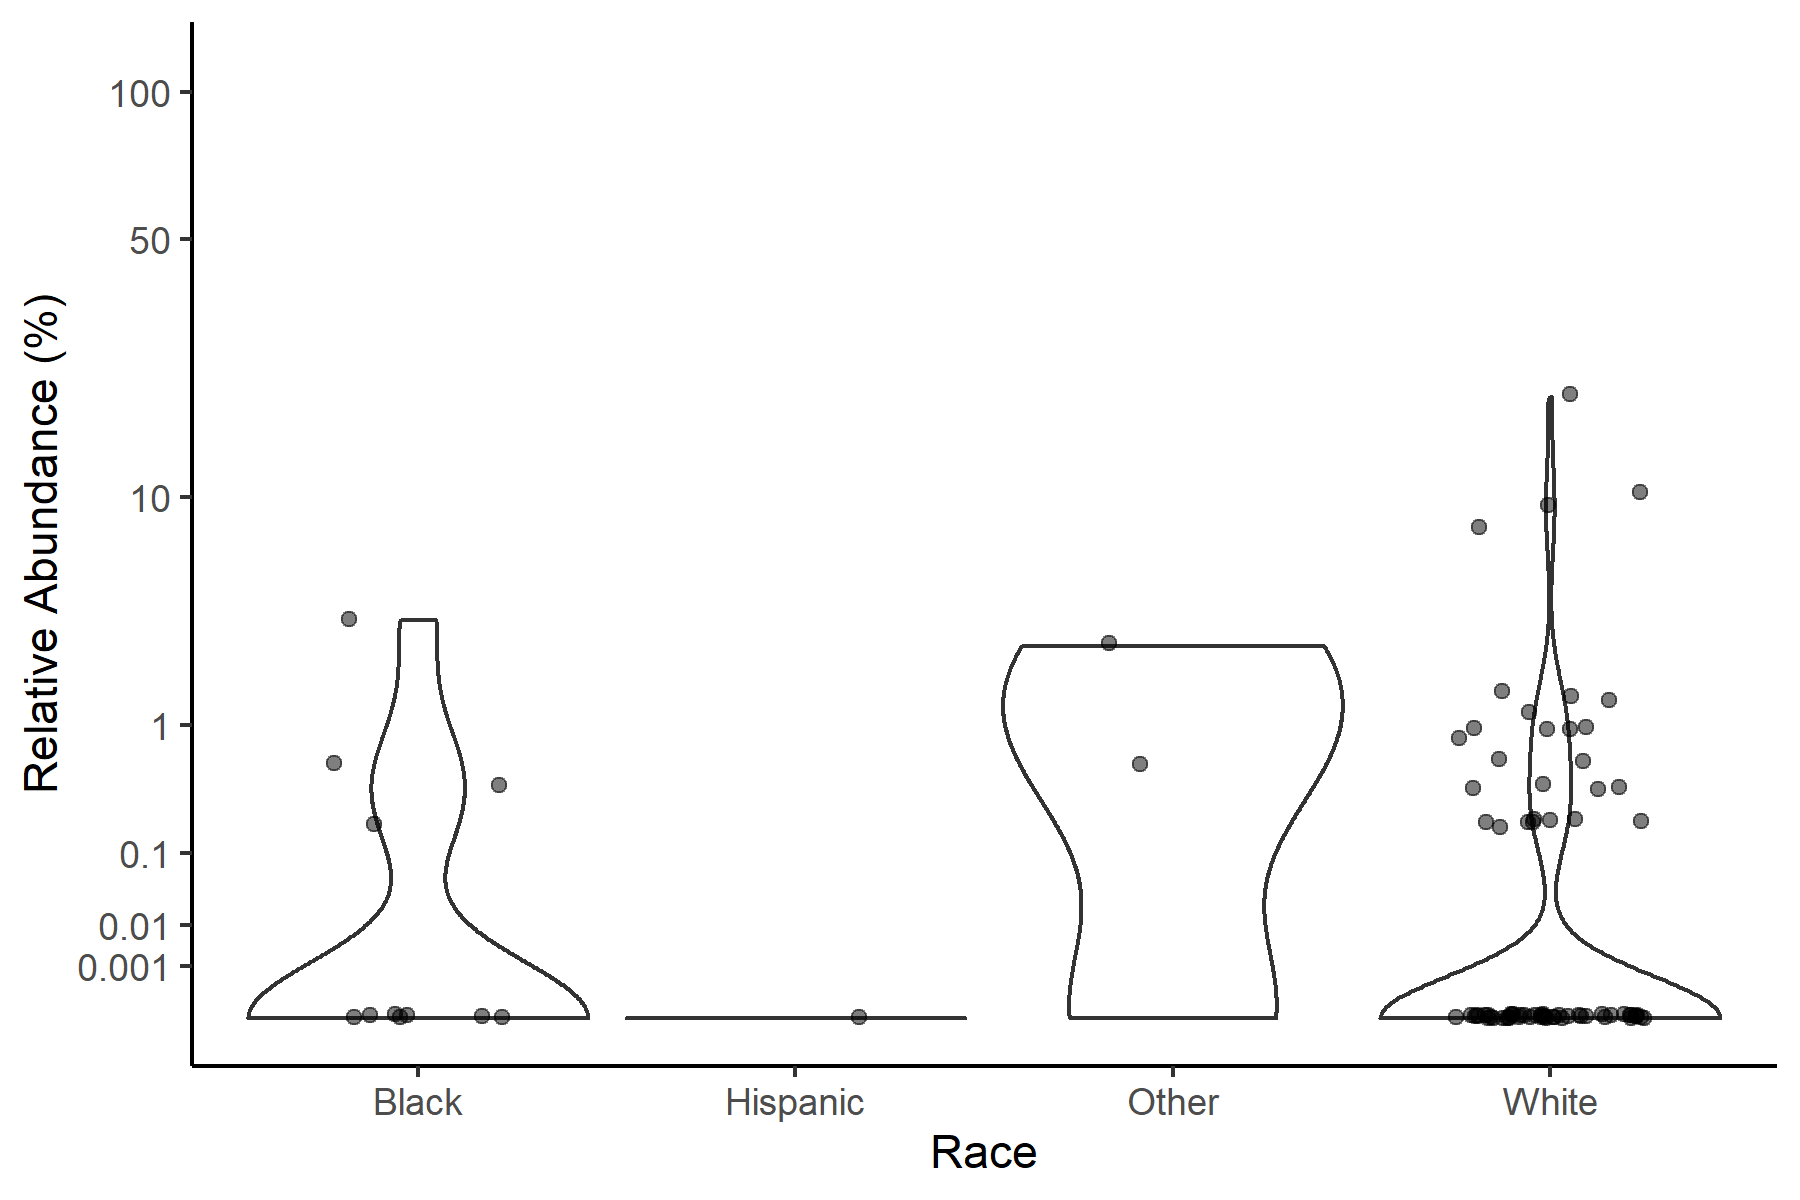 Relative Abundance (%)
100
50
10
1
0.1
0.01
0.001
Black
Hispanic
Other
White
Race